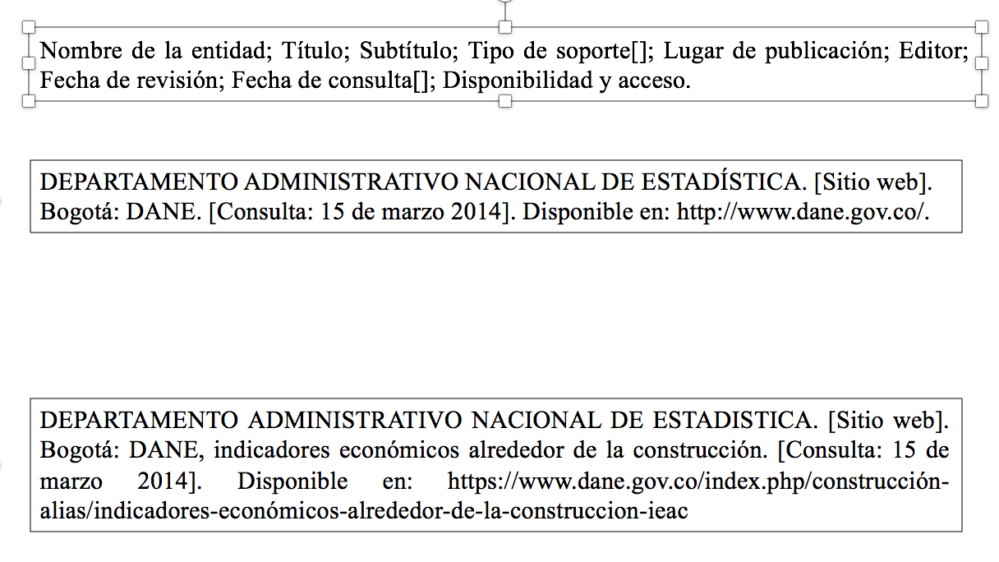 Nombre de la entidad; Título; Subtítulo; Tipo de soporte[]; Lugar de publicación; Editor;
Fecha de revisión; Fecha de consulta[]; Disponibilidad y acceso.
DEPARTAMENTO ADMINISTRATIVO NACIONAL DE ESTADÍSTICA. [Sitio web].
Bogotá: DANE. [Consulta: 15 de marzo 2014]. Disponible en: http://www.dane.gov.co/.
DEPARTAMENTO ADMINISTRATIVO NACIONAL DE ESTADISTICA. [Sitio web].
Bogotá: DANE, indicadores económicos alrededor de la construcción. [Consulta: 15 de
marzo 2014]. Disponible en: https://www.dane.gov.co/index.php/construcción-
alias/indicadores-económicos-alrededor-de-la-construccion-ieac